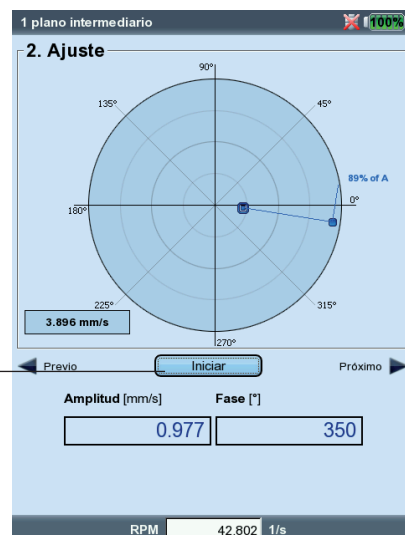 1 plano intermediario 100%
2. Ajuste
90°
135° 45°
89% of A
180° 0°
225° 315°
3.896 mm/s
270°
Previo Iniciar Próximo
Amplitud [mm/s] Fase [°]
0.977 350
RPM 42.802 1/s